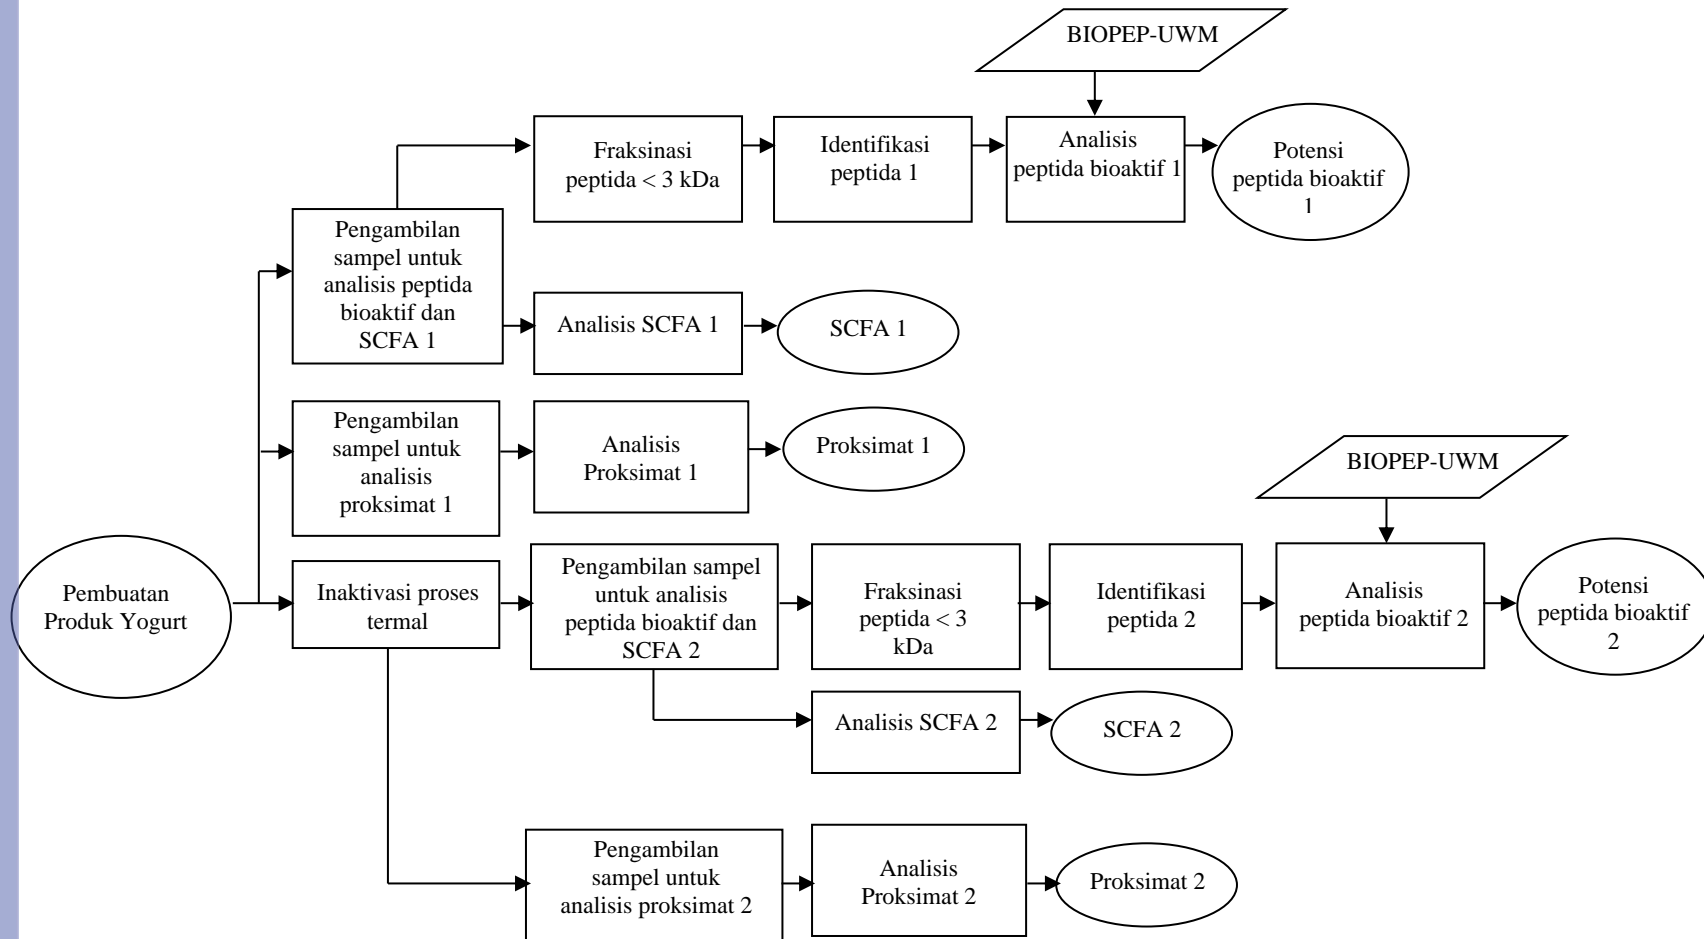 BIOPEP-UWM
Fraksinasi
peptida < 3 kDa
Identifikasi
peptida 1
Analisis
peptida bioaktif 1
Potensi
peptida bioaktif
1
Pengambilan
sampel untuk
analisis peptida
bioaktif dan
SCFA 1
Analisis SCFA 1
SCFA 1
Pengambilan
sampel untuk
analisis
proksimat 1
Analisis
Proksimat 1
Proksimat 1
BIOPEP-UWM
Pembuatan
Produk Yogurt
Inaktivasi proses
termal
Pengambilan sampel
untuk analisis
peptida bioaktif dan
SCFA 2
Fraksinasi
peptida < 3
kDa
Identifikasi
peptida 2
Analisis
peptida bioaktif 2
Potensi
peptida bioaktif
2
Analisis SCFA 2
SCFA 2
Pengambilan
sampel untuk
analisis proksimat 2
Analisis
Proksimat 2
Proksimat 2